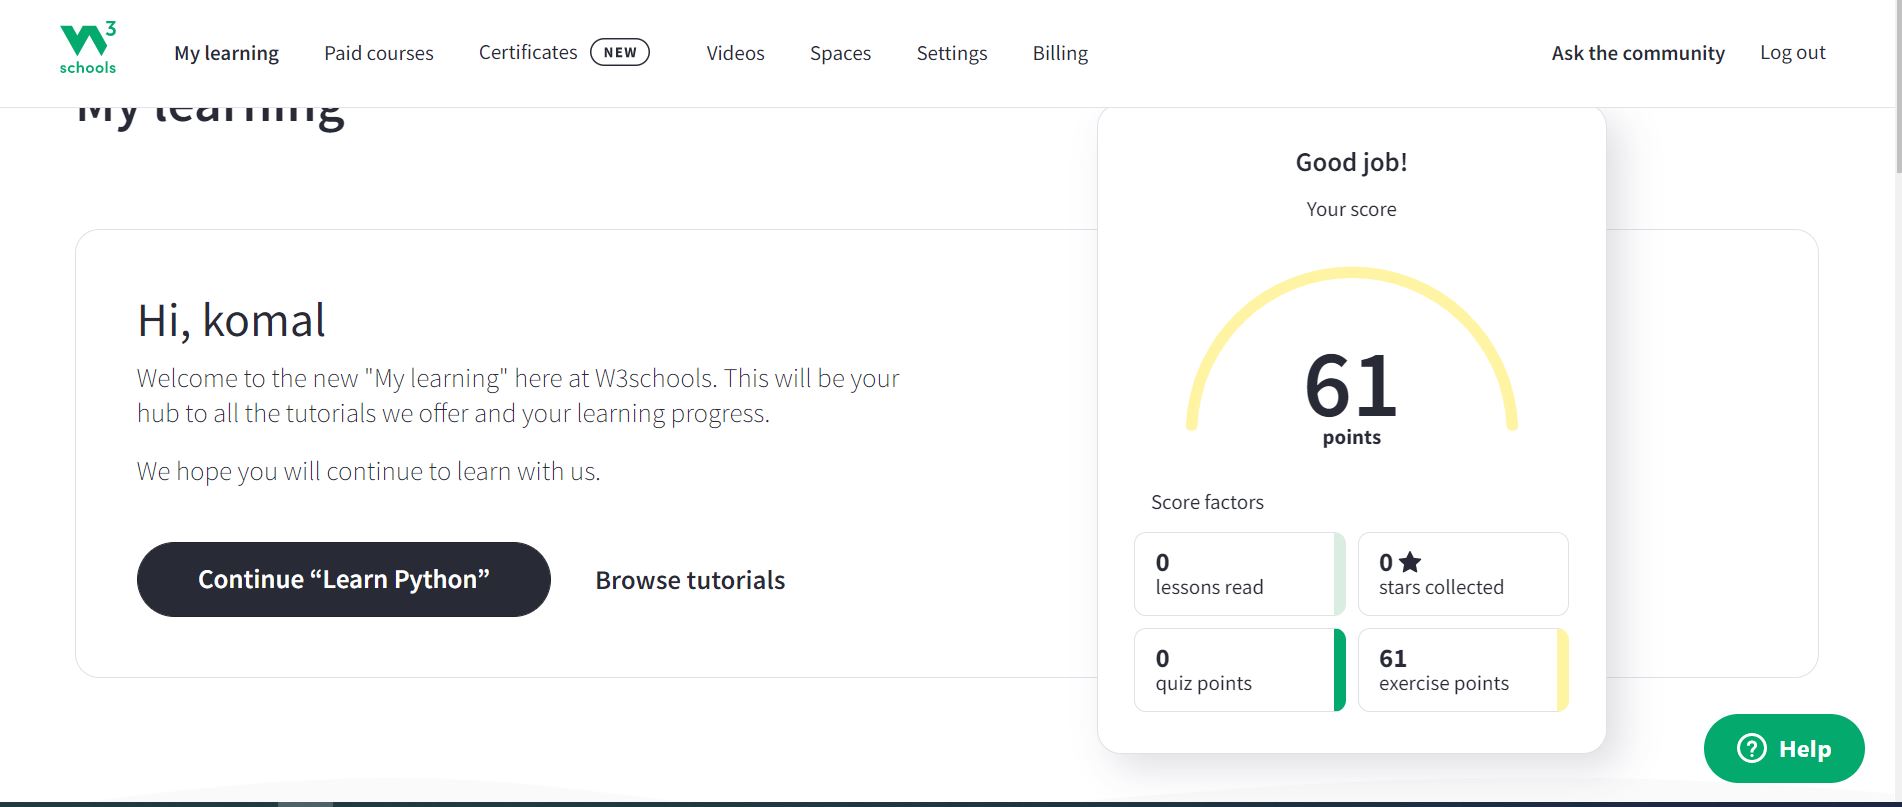 W3
schools
My learning
Paid courses
Certificates
NEW
Videos
Spaces
Settings
Billing
Ask the community
Log out
My learning
Hi, komal
Welcome to the new "My learning" here at W3schools. This will be your
hub to all the tutorials we offer and your learning progress.
We hope you will continue to learn with us.
Continue “Learn Python”
Browse tutorials
Good job!
Your score
61
points
Score factors
0
lessons read
0
stars collected
0
quiz points
61
exercise points
Help